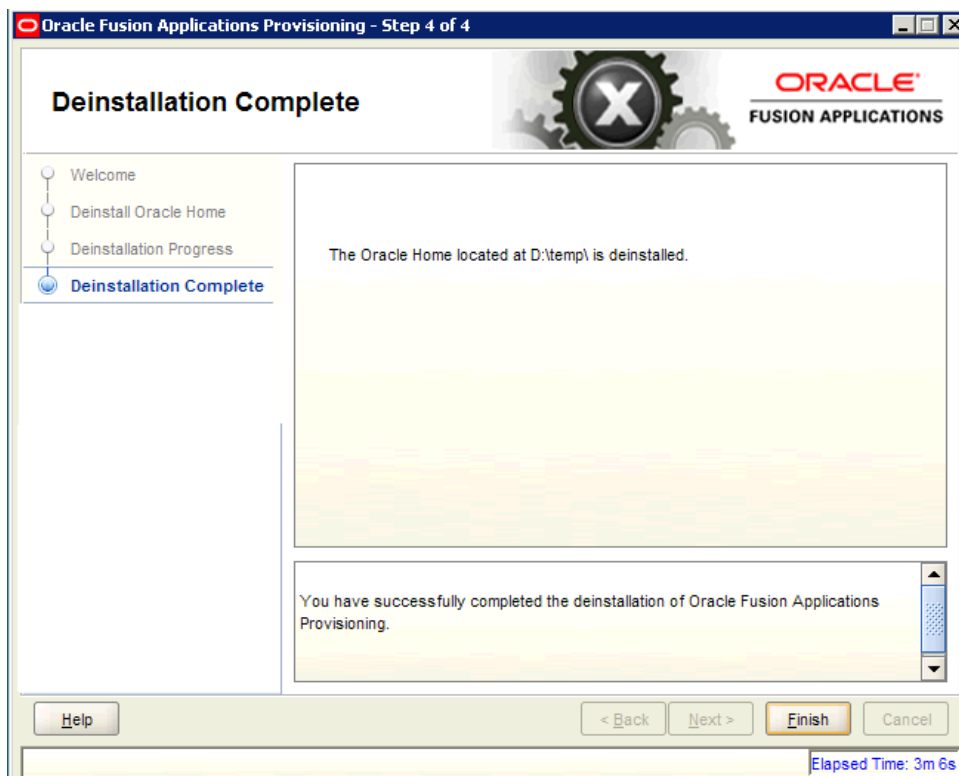 Oracle Fusion Applications Provisioning - Step 4 of 4
Deinstallation Complete
X
ORACLE
FUSION APPLICATIONS
Welcome
Deinstall Oracle Home
Deinstallation Progress
Deinstallation Complete
The Oracle Home located at D:\temp\ is deinstalled.
You have successfully completed the deinstallation of Oracle Fusion Applications
Provisioning.
Help
< Back
Next >
Finish
Cancel
Elapsed Time: 3m 6s